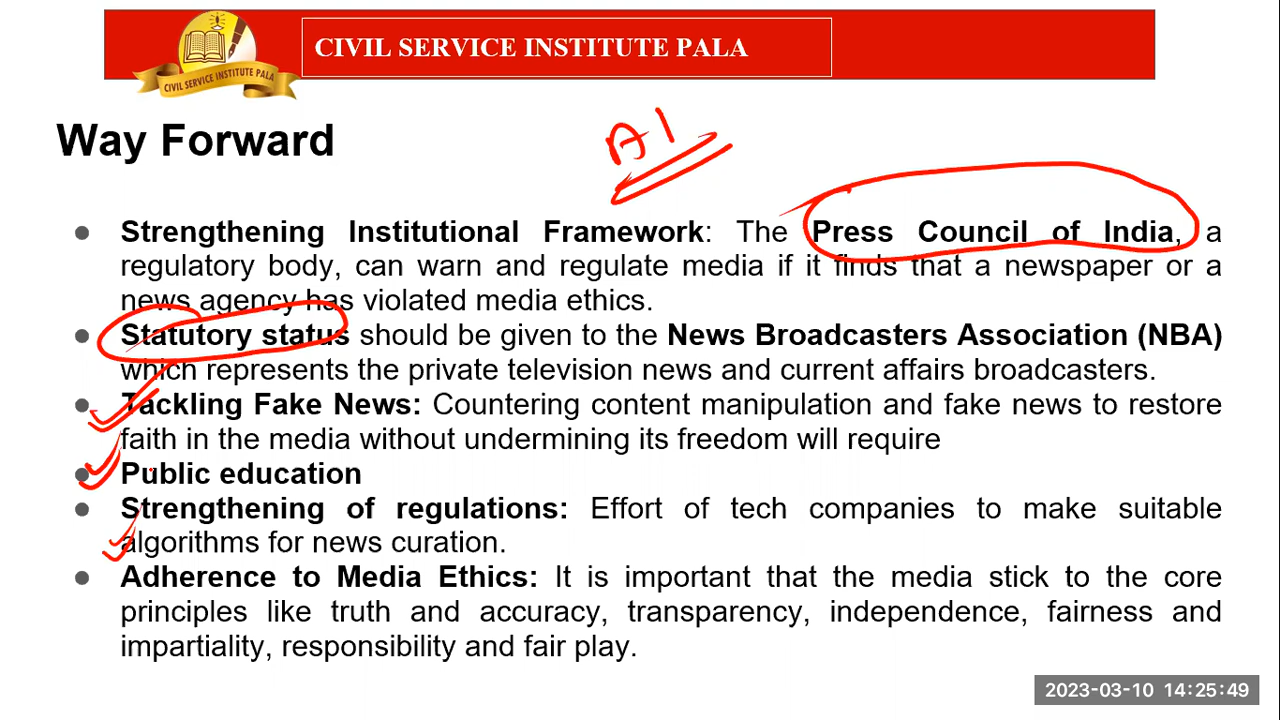 CIVIL SERVICE INSTITUTE PALA
CIVIL SERVICE INSTITUTE PALA
Way Forward
AI
● Strengthening Institutional Framework: The Press Council of India, a
regulatory body, can warn and regulate media if it finds that a newspaper or a
news agency has violated media ethics.
● Statutory status should be given to the News Broadcasters Association (NBA)
which represents the private television news and current affairs broadcasters.
● Tackling Fake News: Countering content manipulation and fake news to restore
faith in the media without undermining its freedom will require
● Public education
● Strengthening of regulations: Effort of tech companies to make suitable
algorithms for news curation.
● Adherence to Media Ethics: It is important that the media stick to the core
principles like truth and accuracy, transparency, independence, fairness and
impartiality, responsibility and fair play.
2023-03-10 14:25:49